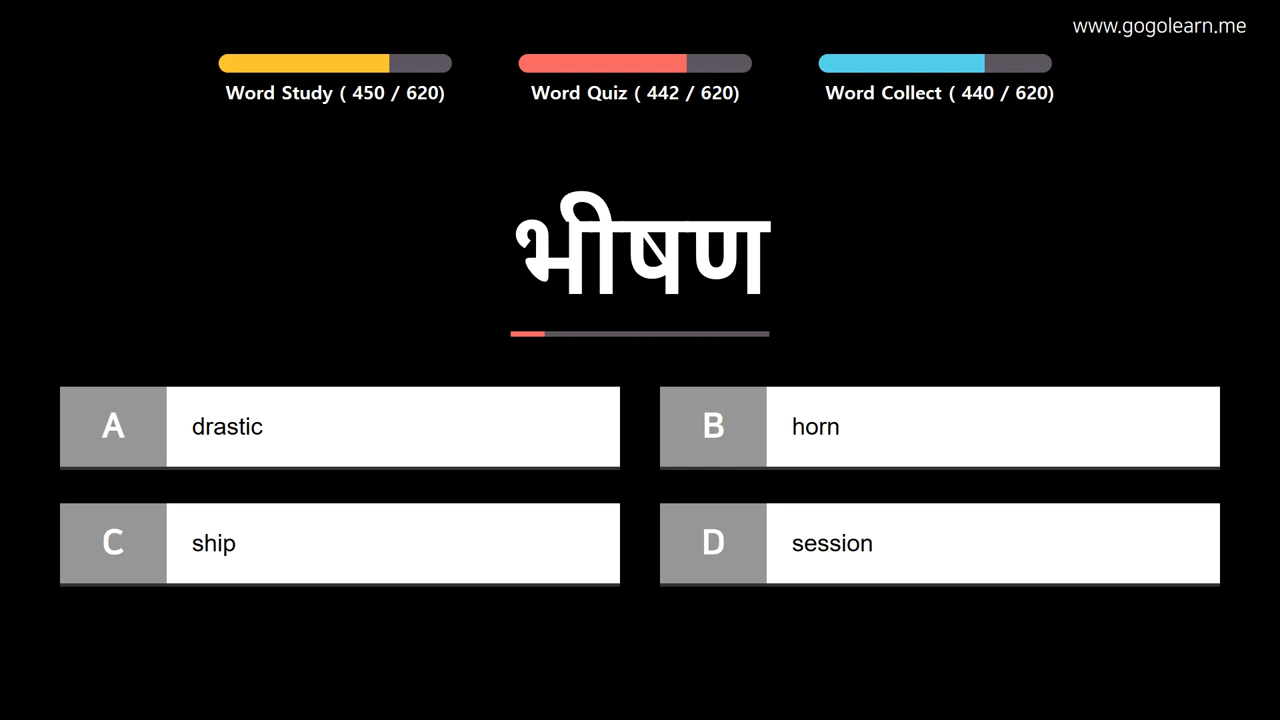 www.gogolearn.me
Word Study ( 450 / 620)
Word Quiz ( 442 / 620)
Word Collect ( 440 / 620)
भीषण
A drastic
B horn
C ship
D session